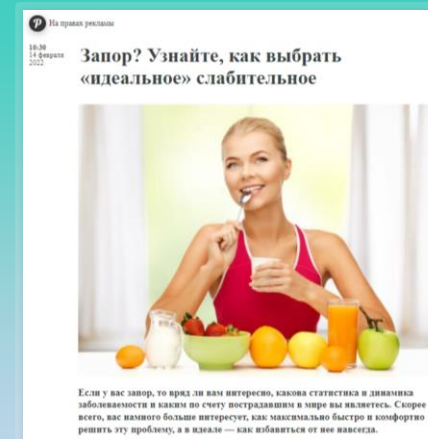 На правах рекламы
10:30
14 февраля
2022
Запор? Узнайте, как выбрать
«идеальное» слабительное
Если у вас запор, то вряд ли вам интересно, какова статистика и динамика
заболеваемости и каким по счету пострадавшим в мире вы являетесь. Скорее
всего, вас намного больше интересует, как максимально быстро и комфортно
решить эту проблему, а в идеале — как избавиться от нее навсегда.